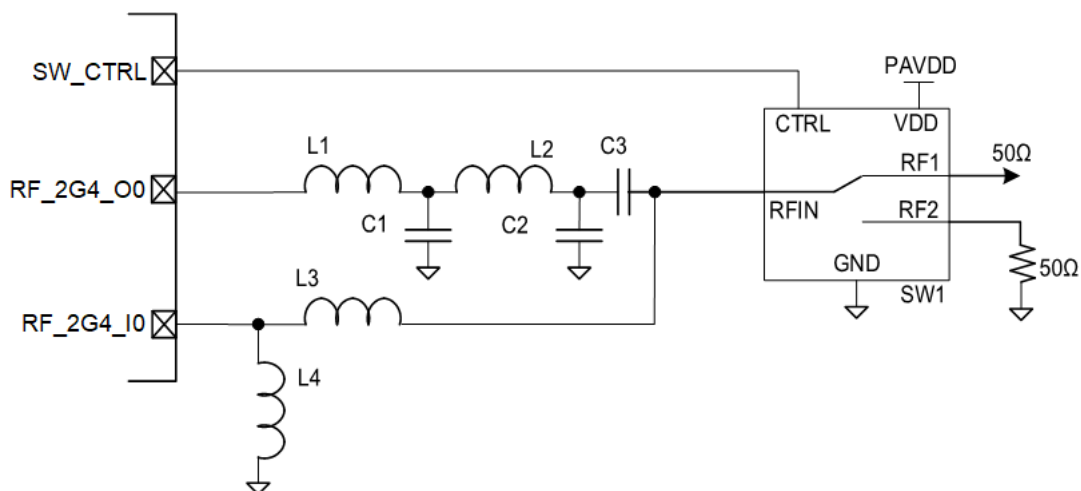 SW_CTRL
PAVDD
CTRL
VDD
L1
L2
C3
RF1
50Ω
RF_2G4_O0
RFIN
C1
C2
RF2
GND
50Ω
L3
SW1
RF_2G4_I0
L4